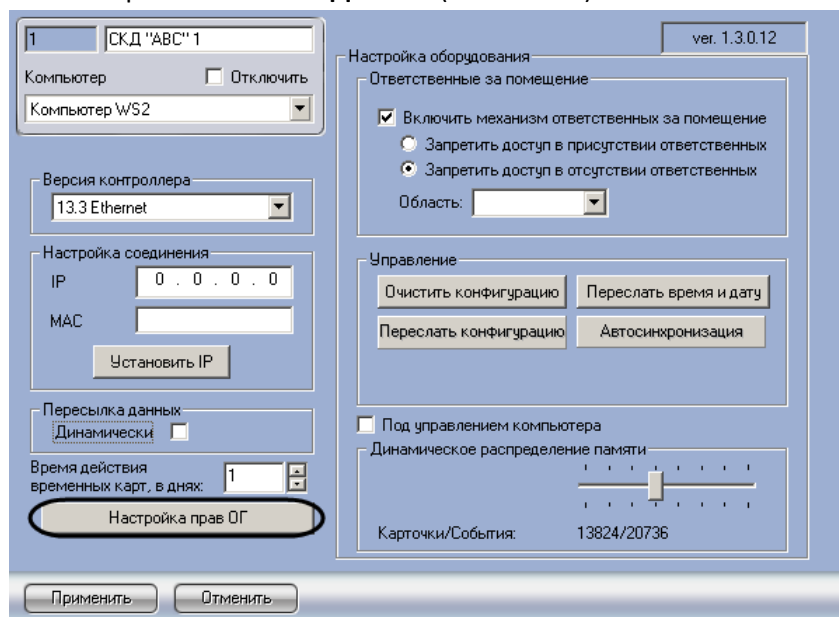 1 СКД "ABC" 1
Компьютер Отключить
Компьютер WS2
Версия контроллера
13.3 Ethernet
Настройка соединения
IP 0 . 0 . 0 . 0
MAC
Установить IP
Пересылка данных
Динамически
Время действия
временных карт, в днях: 1
Настройка прав ОГ
ver. 1.3.0.12
Настройка оборудования
Ответственные за помещение
Включить механизм ответственных за помещение
Запретить доступ в присутствии ответственных
Запретить доступ в отсутствии ответственных
Область:
Управление
Очистить конфигурацию Переслать время и дату
Переслать конфигурацию Автосинхронизация
Под управлением компьютера
Динамическое распределение памяти
Карточки/События: 13824/20736
Применить Отменить